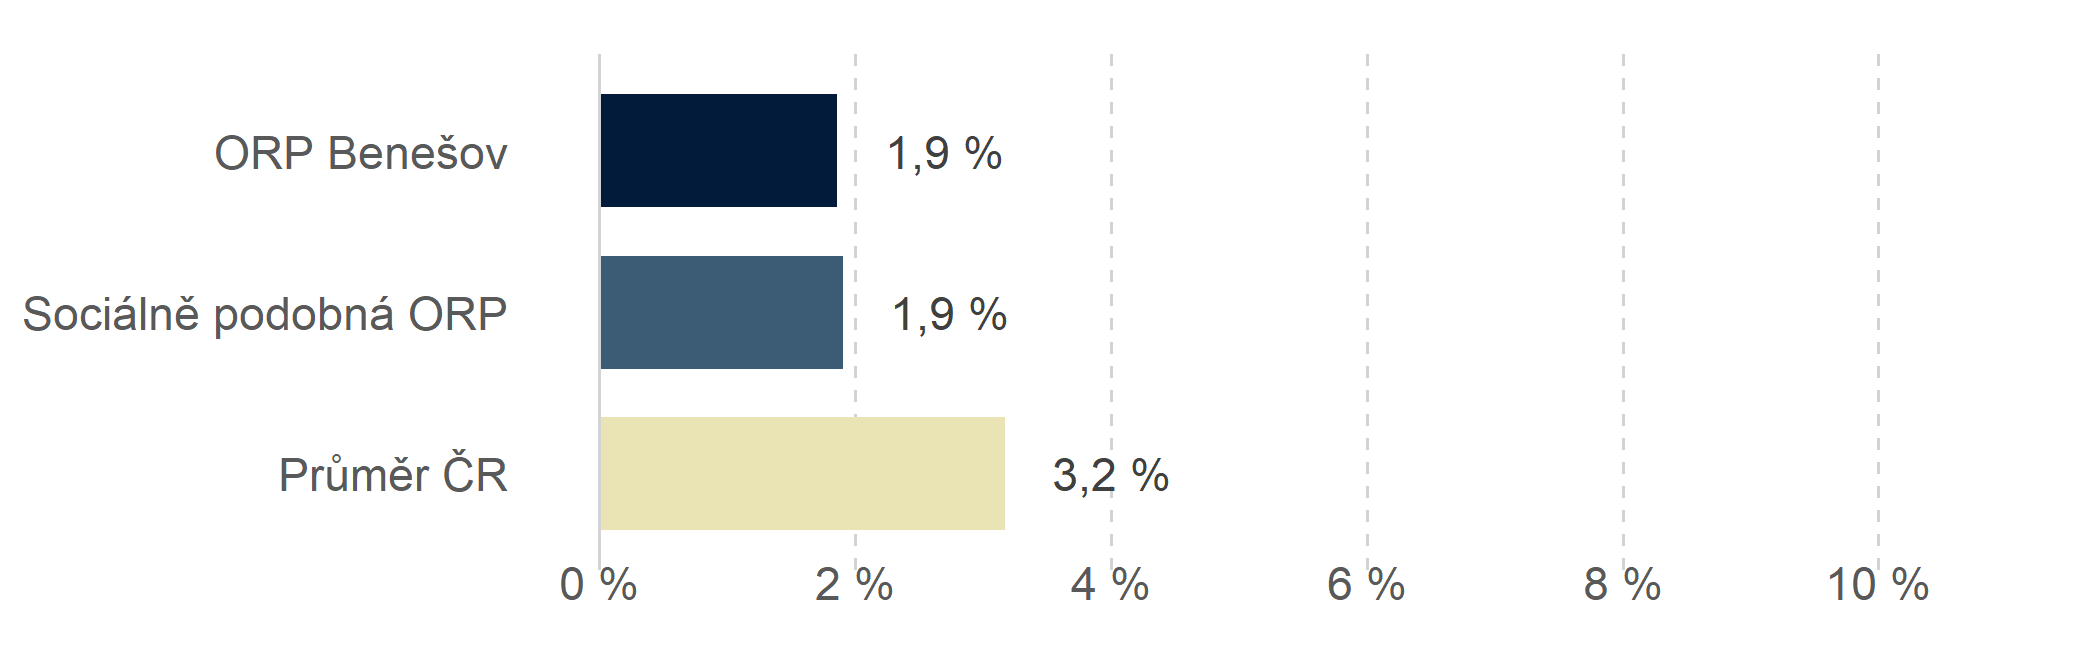 ORP Benešov
1,9 %
Sociálně podobná ORP
1,9 %
Průměr ČR
3,2 %
0 % 2 % 4 % 6 % 8 % 10 %